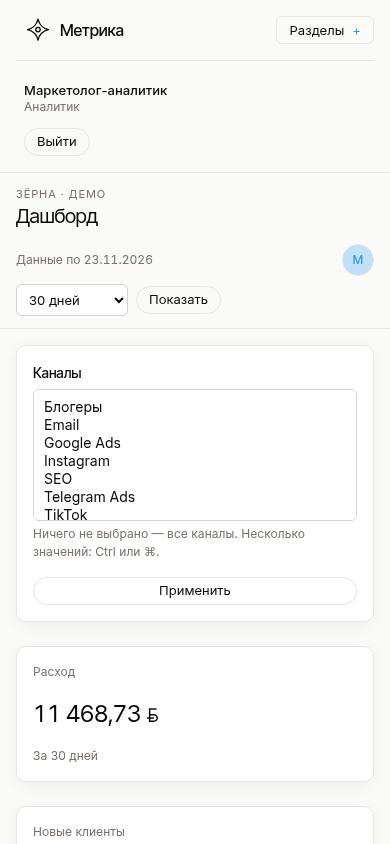 Метрика
Разделы +
Маркетолог-аналитик
Аналитик
Выйти
ЗЁРНА · ДЕМО
Дашборд
Данные по 23.11.2026
М
30 дней
Показать
Каналы
Блогеры
Email
Google Ads
Instagram
SEO
Telegram Ads
TikTok
Ничего не выбрано — все каналы. Несколько
значений: Ctrl или ⌘.
Применить
Расход
11 468,73 Ƃ
За 30 дней
Новые клиенты